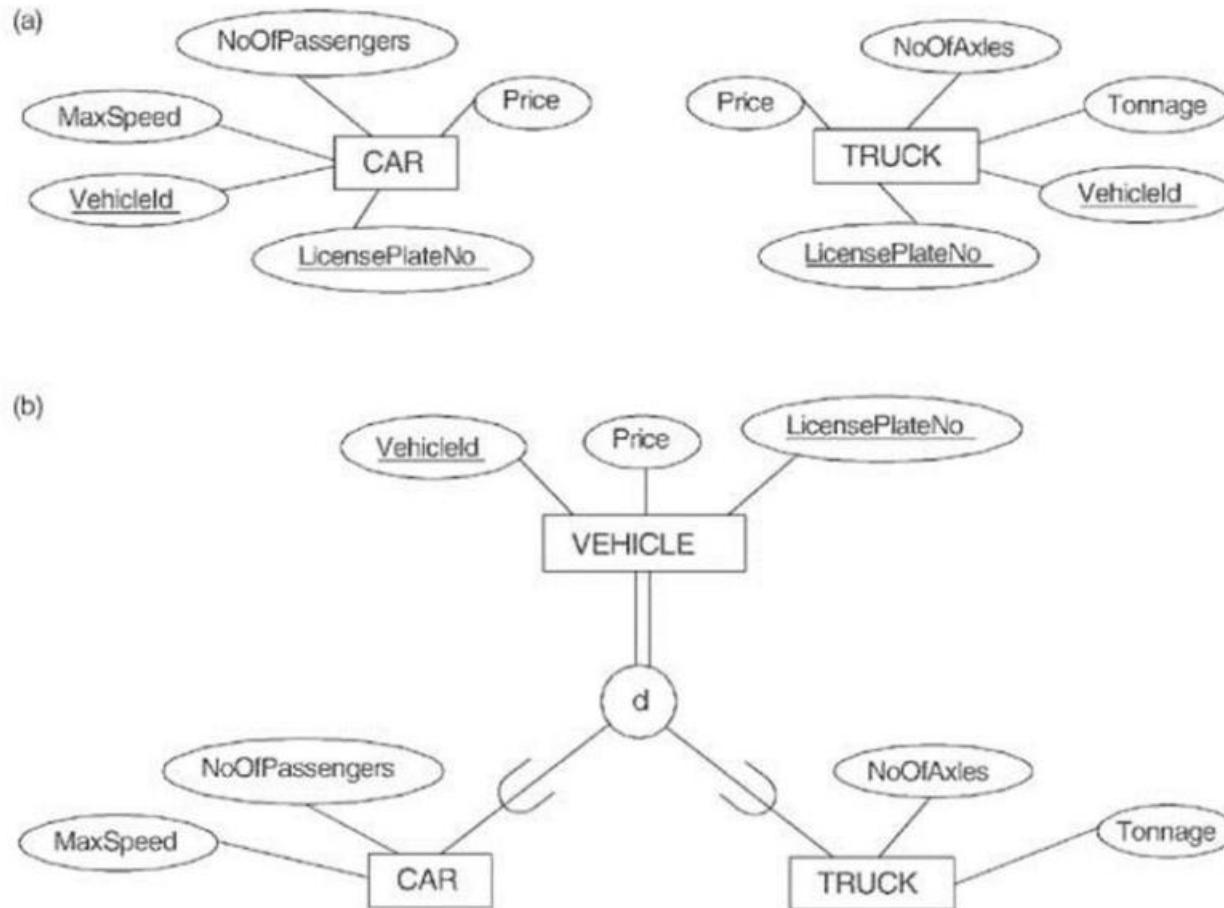 (a)
NoOfPassengers
MaxSpeed
Price
CAR
VehicleId
LicensePlateNo
NoOfAxles
Price
Tonnage
TRUCK
VehicleId
LicensePlateNo
(b)
VehicleId
Price
LicensePlateNo
VEHICLE
d
NoOfPassengers
MaxSpeed
CAR
NoOfAxles
Tonnage
TRUCK